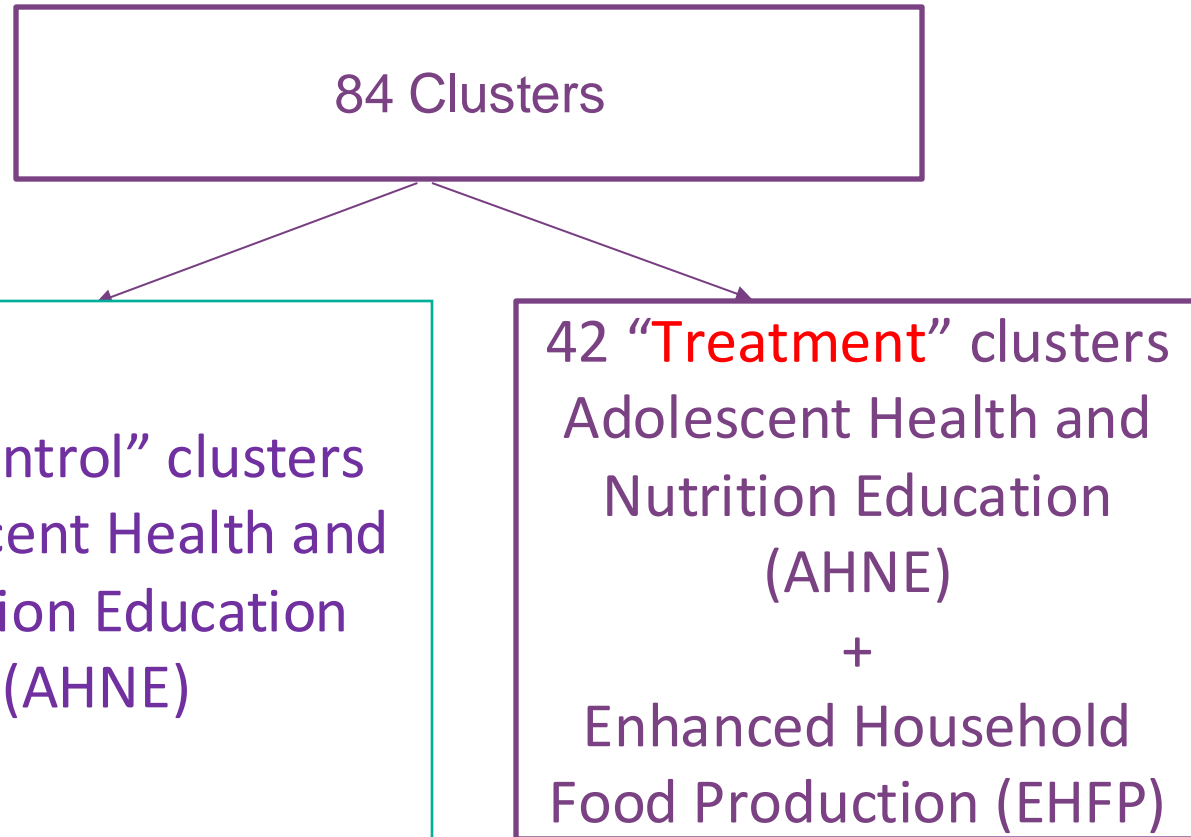 84 Clusters
ntrol” clusters
cent Health and
ion Education
(AHNE)
42 “Treatment” clusters
Adolescent Health and
Nutrition Education
(AHNE)
+
Enhanced Household
Food Production (EHFP)